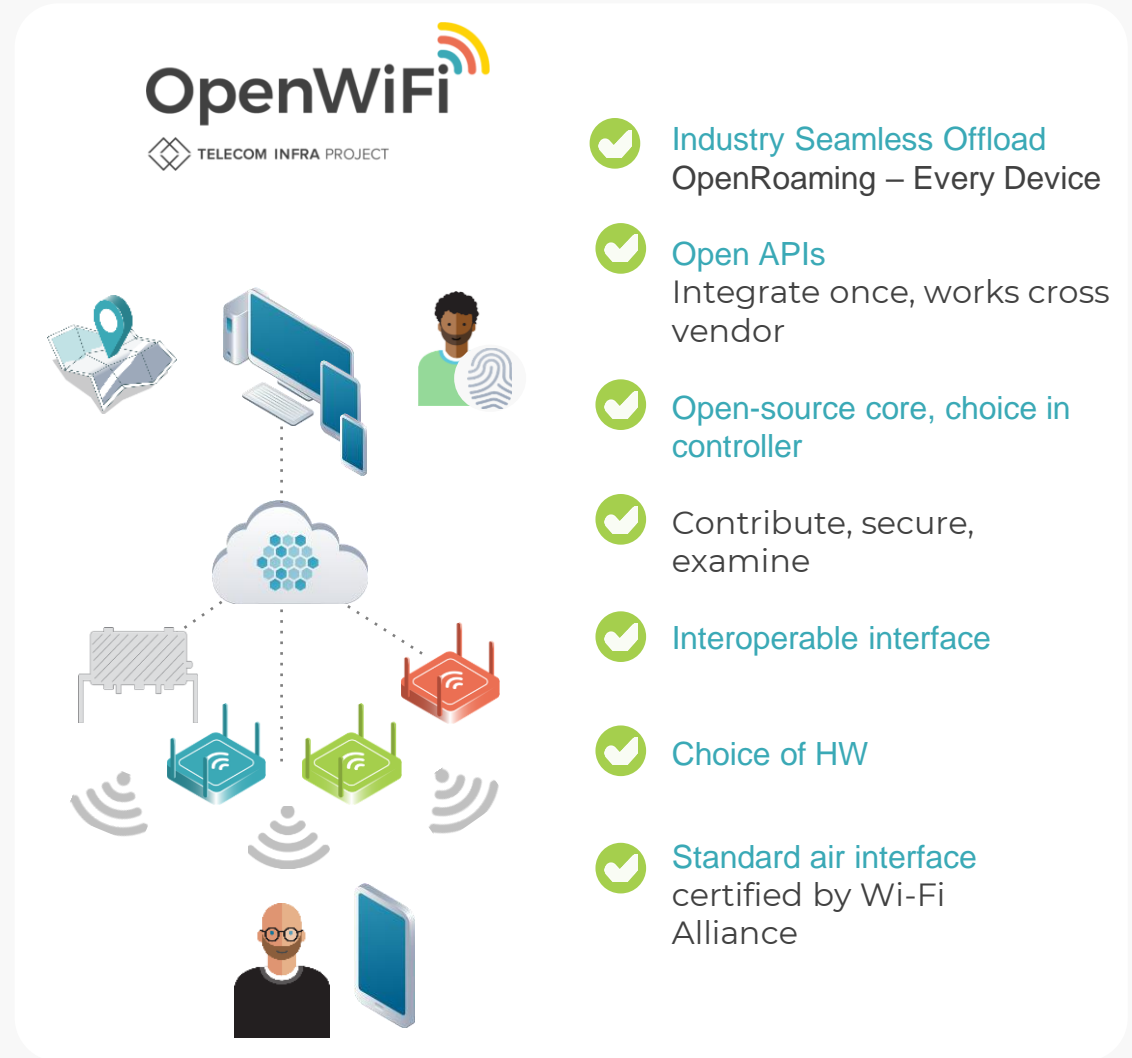 OpenWiFi
TELECOM INFRA PROJECT
Industry Seamless Offload
OpenRoaming – Every Device
Open APIs
Integrate once, works cross
vendor
Open-source core, choice in
controller
Contribute, secure,
examine
Interoperable interface
Choice of HW
Standard air interface
certified by Wi-Fi
Alliance